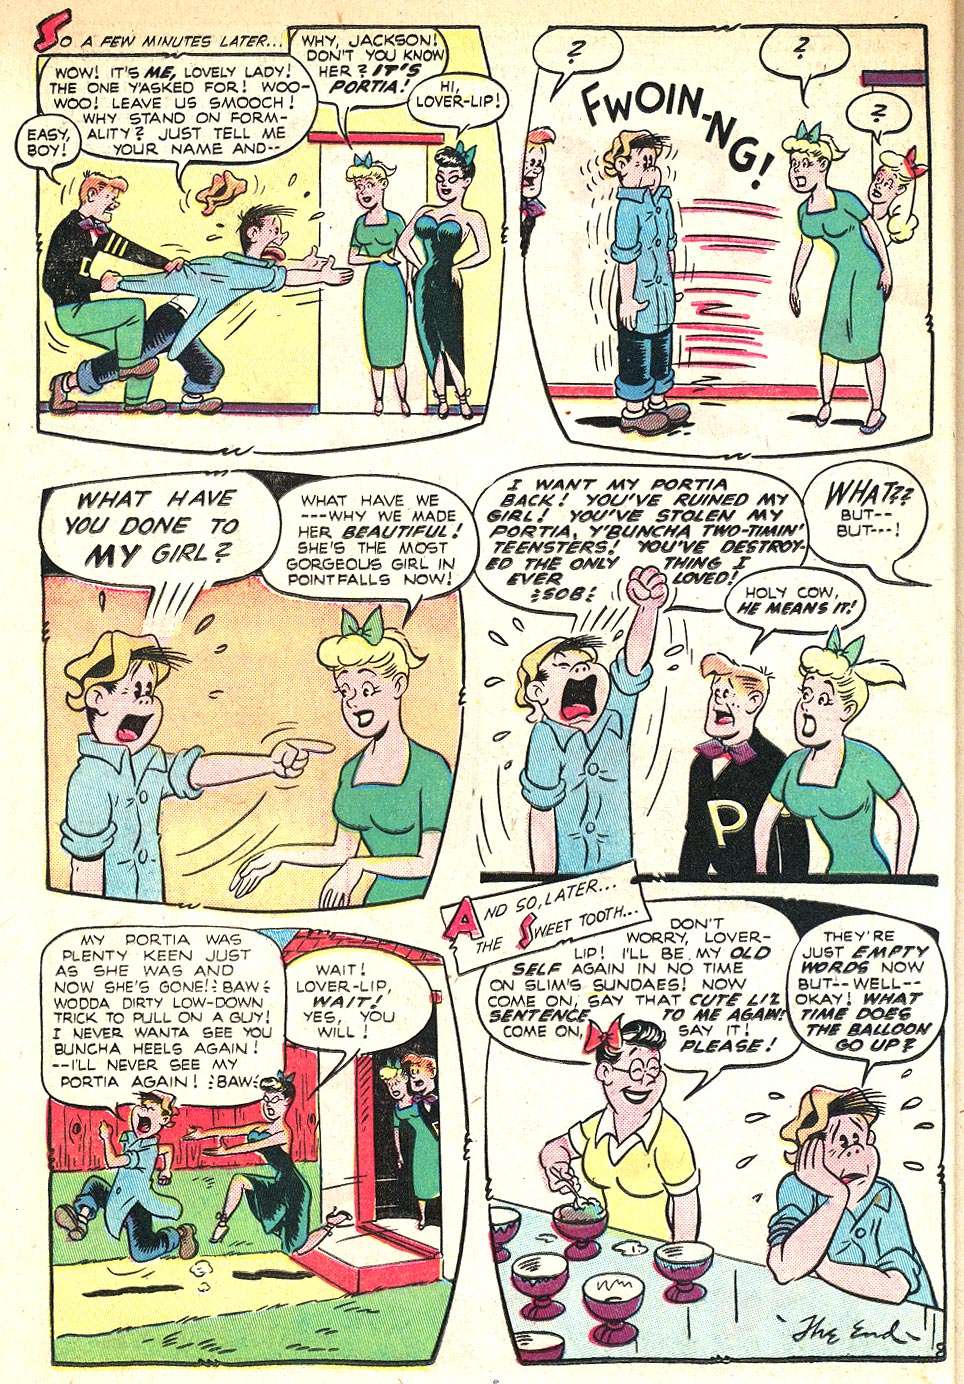 SO A FEW MINUTES LATER...
EASY,
BOY!
WOW! IT'S ME, LOVELY LADY!
THE ONE Y'ASKED FOR! WOO-
WOO! LEAVE US SMOOCH!
WHY STAND ON FORM-
ALITY? JUST TELL ME
YOUR NAME AND--
WHY, JACKSON!
DON'T YOU KNOW
HER? IT'S
PORTIA!
HI,
LOVER-LIP!
?
FWOIN-NG!
?
?
WHAT HAVE
YOU DONE TO
MY GIRL?
WHAT HAVE WE
---WHY WE MADE
HER BEAUTIFUL!
SHE'S THE MOST
GORGEOUS GIRL IN
POINTFALLS NOW!
I WANT MY PORTIA
BACK! YOU'VE RUINED MY
GIRL! YOU'VE STOLEN MY
PORTIA, Y'BUNCHA TWO-TIMIN'
TEENSTERS! YOU'VE DESTROY-
ED THE ONLY THING I
EVER LOVED!
SOB
WHAT??
BUT--
BUT---!
HOLY COW,
HE MEANS IT!
MY PORTIA WAS
PLENTY KEEN JUST
AS SHE WAS AND
NOW SHE'S GONE! BAW
WODDA DIRTY LOW-DOWN
TRICK TO PULL ON A GUY!
I NEVER WANTA SEE YOU
BUNCHA HEELS AGAIN!
--I'LL NEVER SEE MY
PORTIA AGAIN! BAW
WAIT!
LOVER-LIP,
WAIT!
YES, YOU
WILL!
P
AND SO, LATER...
THE SWEET TOOTH...
DON'T
WORRY, LOVER-
LIP! I'LL BE MY OLD
SELF AGAIN IN NO TIME
ON SLIM'S SUNDAES! NOW
COME ON, SAY THAT CUTE LI'L
SENTENCE TO ME AGAIN!
COME ON, SAY IT!
PLEASE!
THEY'RE
JUST EMPTY
WORDS NOW
BUT--WELL--
OKAY! WHAT
TIME DOES
THE BALLOON
GO UP?
The End
8